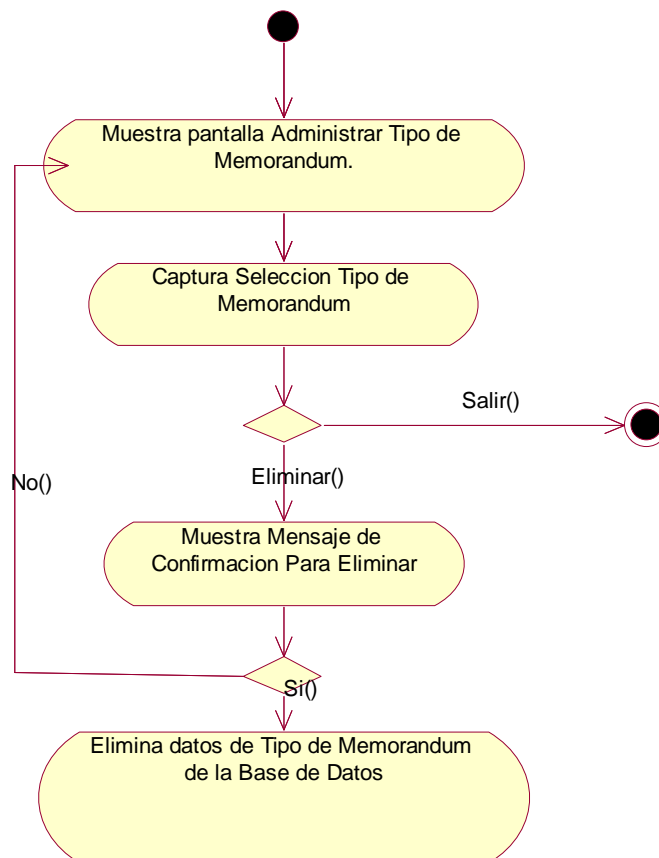 Muestra pantalla Administrar Tipo de
Memorandum.
Captura Seleccion Tipo de
Memorandum
Salir()
Eliminar()
No()
Muestra Mensaje de
Confirmacion Para Eliminar
Si()
Elimina datos de Tipo de Memorandum
de la Base de Datos